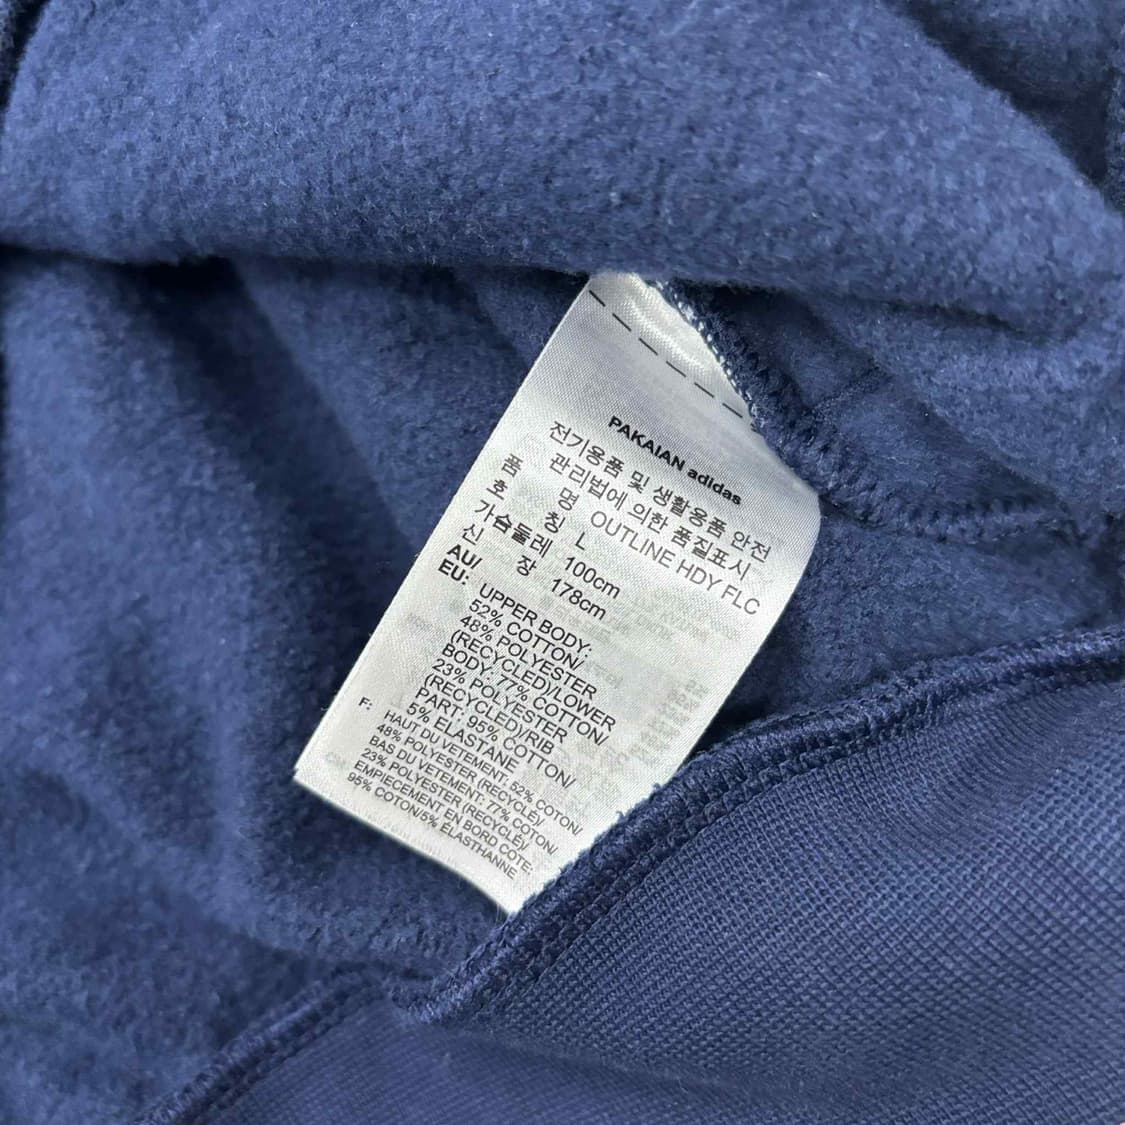 PAKAIAN adidas
전기용품 및 생활용품 안전
관리법에 의한 품질표시
품 명 OUTLINE HDY FLC
호 칭 L
가슴둘레 100cm
신 장 178cm
AU/
EU: UPPER BODY:
52% COTTON/
48% POLYESTER
(RECYCLED)/LOWER
BODY: 77% COTTON/
23% POLYESTER
(RECYCLED)/RIB
PART: 95% COTTON/
5% ELASTANE
F: HAUT DU VETEMENT: 52% COTON/
48% POLYESTER (RECYCLÉ)/
BAS DU VETEMENT: 77% COTON/
23% POLYESTER (RECYCLÉ)/
EMPIECEMENT EN BORD COTE:
95% COTON/5% ÉLASTHANNE